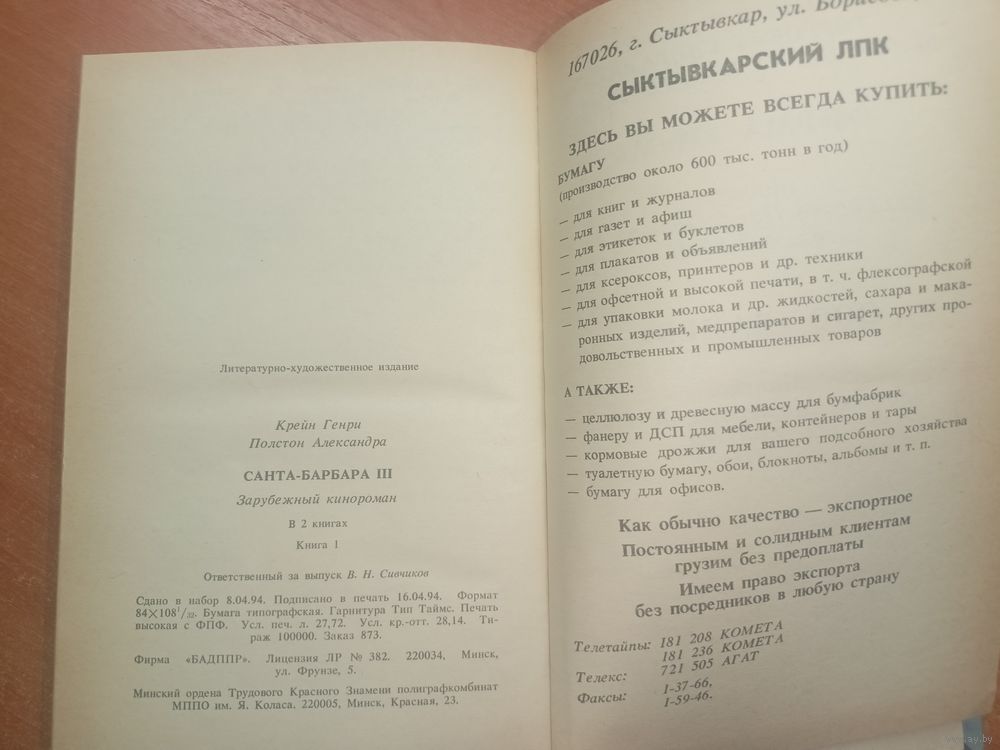 Литературно-художественное издание
Крейн Генри
Полстон Александра
САНТА-БАРБАРА III
Зарубежный кинороман
В 2 книгах
Книга 1
Ответственный за выпуск В. Н. Сивчиков
Сдано в набор 8.04.94. Подписано в печать 16.04.94. Формат
84×108¹/₃₂. Бумага типографская. Гарнитура Тип Таймс. Печать
высокая с ФПФ. Усл. печ. л. 27,72. Усл. кр.-отт. 28,14. Ти-
раж 100000. Заказ 873.
Фирма «БАДППР». Лицензия ЛР № 382. 220034, Минск,
ул. Фрунзе, 5.
Минский ордена Трудового Красного Знамени полиграфкомбинат
МППО им. Я. Коласа. 220005, Минск, Красная, 23.
167026, г. Сыктывкар, ул.
СЫКТЫВКАРСКИЙ ЛПК
ЗДЕСЬ ВЫ МОЖЕТЕ ВСЕГДА КУПИТЬ:
БУМАГУ
(производство около 600 тыс. тонн в год)
— для книг и журналов
— для газет и афиш
— для этикеток и буклетов
— для плакатов и объявлений
— для ксероксов, принтеров и др. техники
— для офсетной и высокой печати, в т. ч. флексографской
— для упаковки молока и др. жидкостей, сахара и мака-
ронных изделий, медпрепаратов и сигарет, других про-
довольственных и промышленных товаров
А ТАКЖЕ:
— целлюлозу и древесную массу для бумфабрик
— фанеру и ДСП для мебели, контейнеров и тары
— кормовые дрожжи для вашего подсобного хозяйства
— туалетную бумагу, обои, блокноты, альбомы и т. п.
— бумагу для офисов.
Как обычно качество — экспортное
Постоянным и солидным клиентам
грузим без предоплаты
Имеем право экспорта
без посредников в любую страну
Телетайпы: 181 208 КОМЕТА
181 236 КОМЕТА
Телекс: 721 505 АГАТ
Факсы: 1-37-66,
1-59-46.